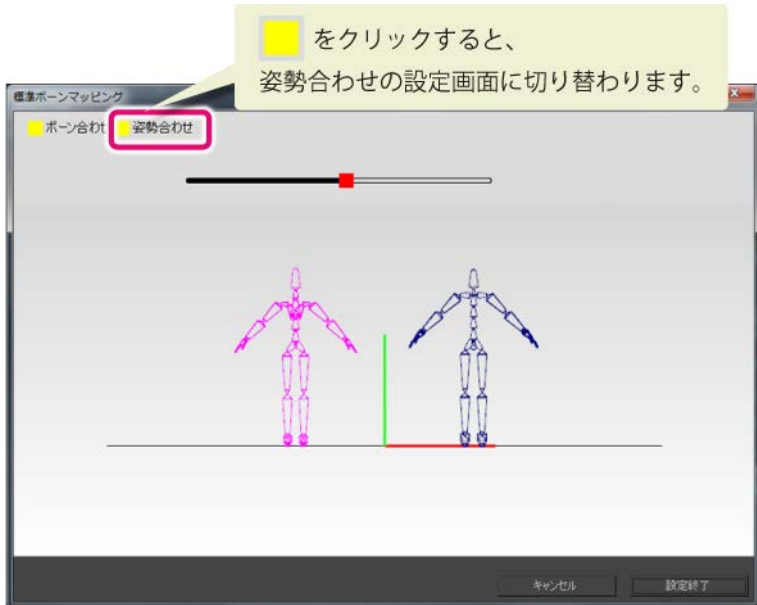 をクリックすると、
姿勢合わせの設定画面に切り替わります。
標準ボーンマッピング
ボーン合わt
姿勢合わせ
キャンセル
設定終了